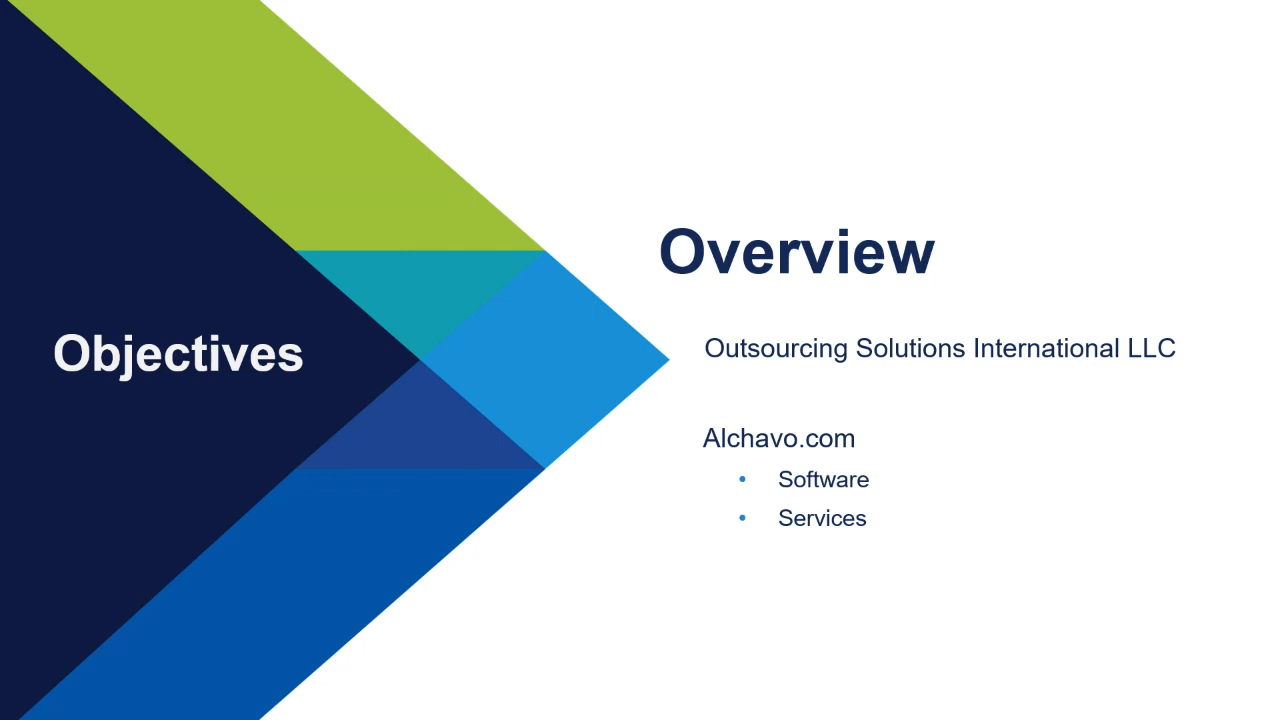 Objectives
Overview
Outsourcing Solutions International LLC
Alchavo.com
• Software
• Services